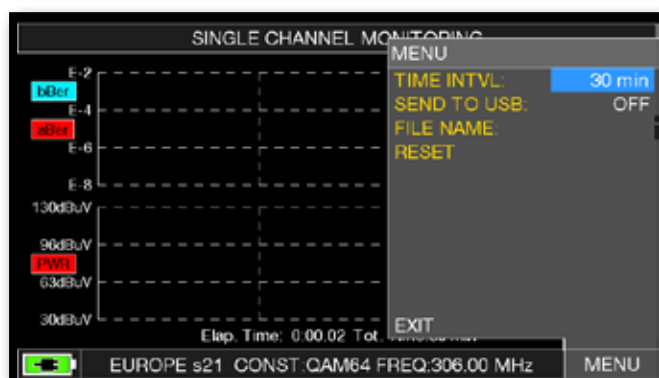 SINGLE CHANNEL MONITORING
MENU
TIME INTVL: 30 min
SEND TO USB: OFF
FILE NAME:
RESET
EXIT
E-2
bBer
E-4
aBer
E-6
E-8
130dBuV
96dBuV
PWR
63dBuV
30dBuV
Elap. Time: 0:00.02 Tot.
EUROPE s21 CONST:QAM64 FREQ:306.00 MHz MENU